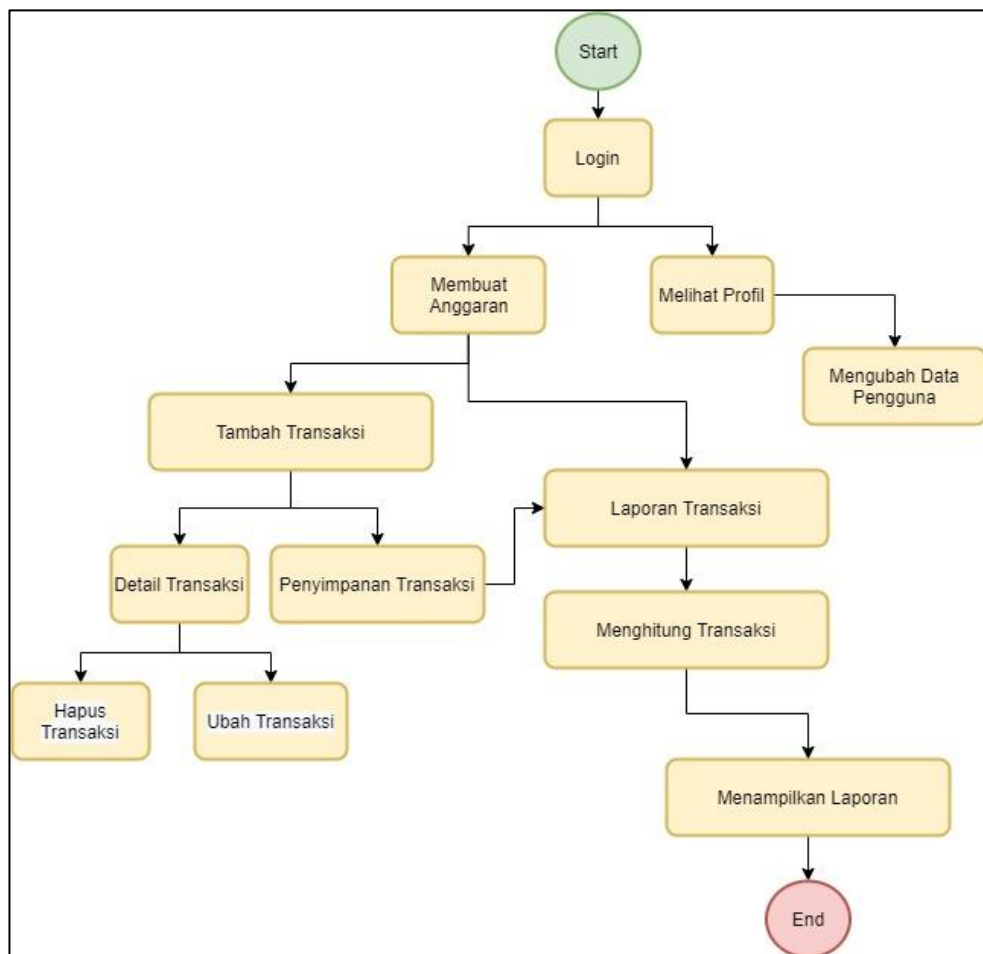 Start
Login
Membuat
Anggaran
Melihat Profil
Mengubah Data
Pengguna
Tambah Transaksi
Laporan Transaksi
Detail Transaksi
Penyimpanan Transaksi
Menghitung Transaksi
Hapus
Transaksi
Ubah Transaksi
Menampilkan Laporan
End